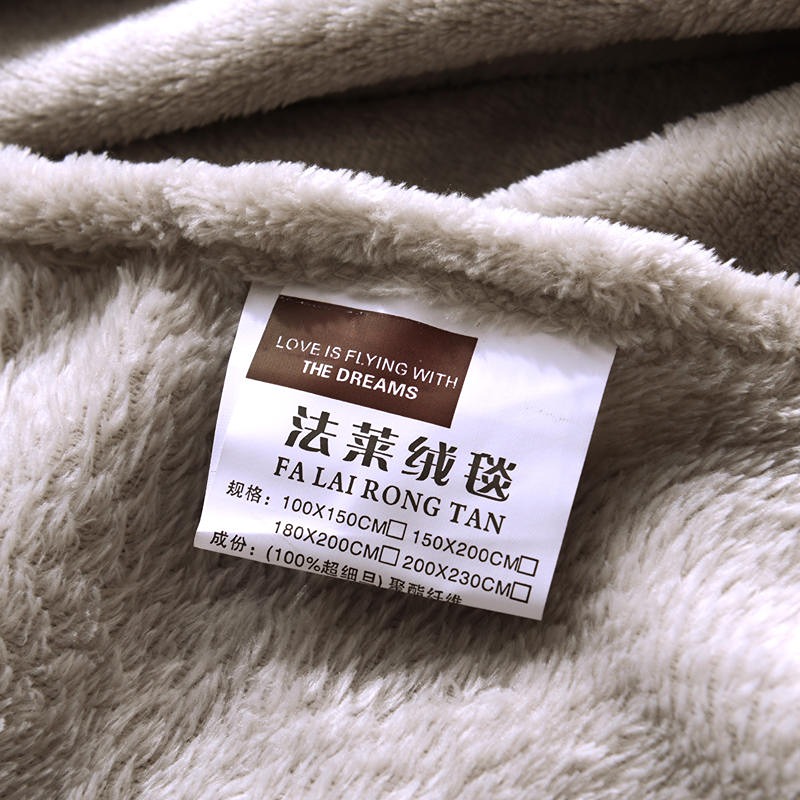 LOVE IS FLYING WITH
THE DREAMS
法莱绒毯
FA LAI RONG TAN
规格：100X150CM□ 150X200CM□
180X200CM□ 200X230CM□
成份：(100%超细旦) 聚酯纤维